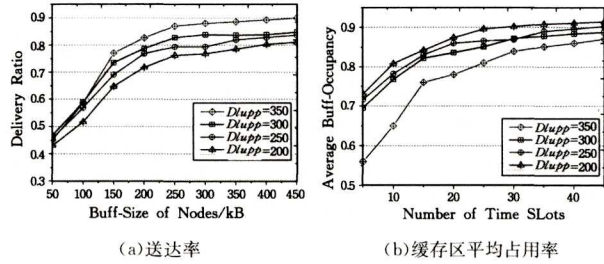 0.9
0.8
0.7
0.6
0.5
0.4
0.3
50 100 150 200 250 300 350 400 450
Delivery Ratio
Buff-Size of Nodes/kB
Dlupp=350
Dlupp=300
Dlupp=250
Dlupp=200
(a)送达率
0.9
0.8
0.7
0.6
0.5
10 20 30 40
Average Buff-Occupancy
Number of Time SLots
Dlupp=350
Dlupp=300
Dlupp=250
Dlupp=200
(b)缓存区平均占用率